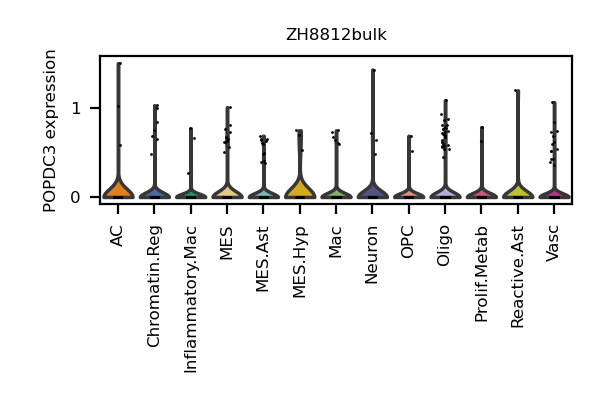 ZH8812bulk
POPDC3 expression
1
0
AC
Chromatin.Reg
Inflammatory.Mac
MES
MES.Ast
MES.Hyp
Mac
Neuron
OPC
Oligo
Prolif.Metab
Reactive.Ast
Vasc